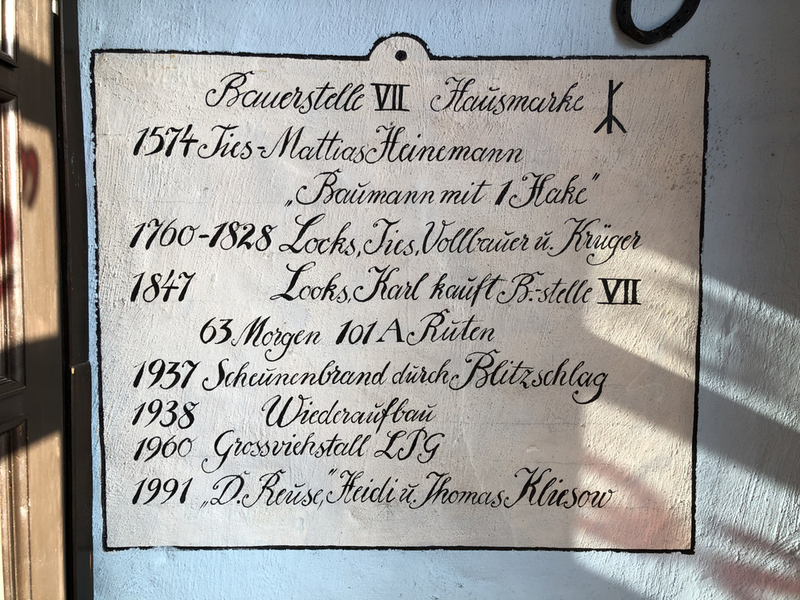 Bauerstelle VII Hausmarke
1574 Ties-Mattias Heinemann
„Baumann mit 1 Hake“
1760-1828 Looks, Ties, Vollbauer u. Krüger
1847 Looks, Karl kauft B.-stelle VII
63 Morgen 101 A Ruten
1937 Scheunenbrand durch Blitzschlag
1938 Wiederaufbau
1960 Grossviehstall LPG
1991 „D. Reuse,“ Heidi u. Thomas Kliesow